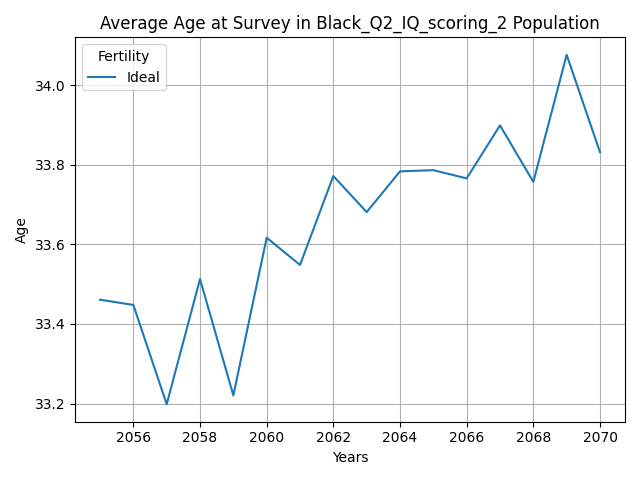 Average Age at Survey in Black_Q2_IQ_scoring_2 Population
Fertility
Ideal
34.0
33.8
33.6
33.4
33.2
Age
2056 2058 2060 2062 2064 2066 2068 2070
Years